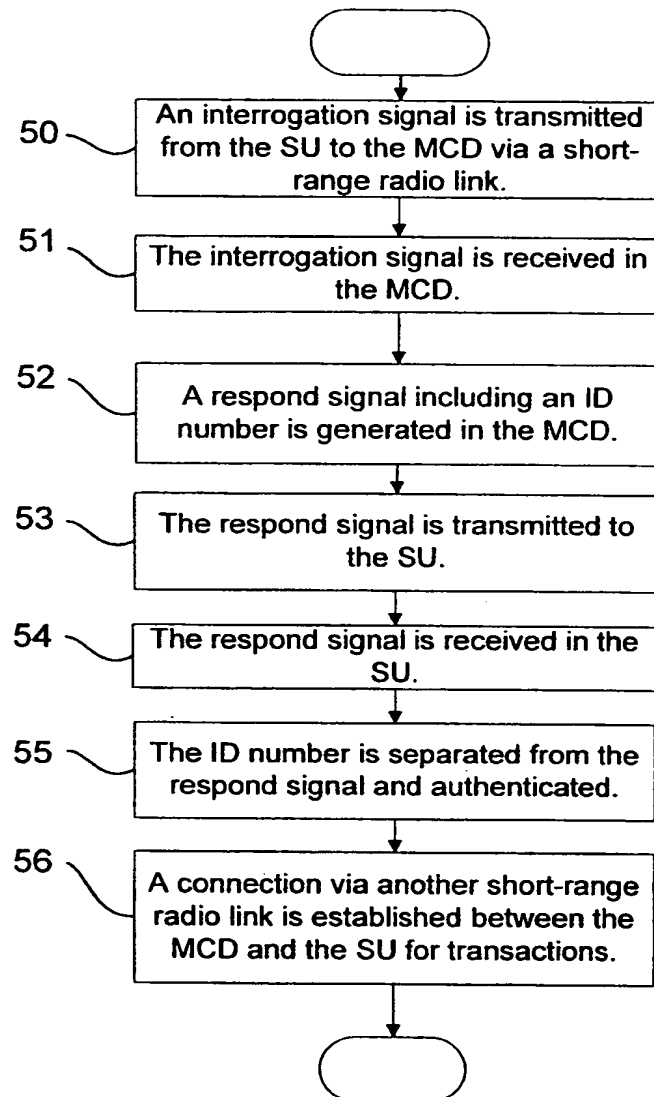 50
An interrogation signal is transmitted
from the SU to the MCD via a short-
range radio link.
51
The interrogation signal is received in
the MCD.
52
A respond signal including an ID
number is generated in the MCD.
53
The respond signal is transmitted to
the SU.
54
The respond signal is received in the
SU.
55
The ID number is separated from the
respond signal and authenticated.
56
A connection via another short-range
radio link is established between the
MCD and the SU for transactions.